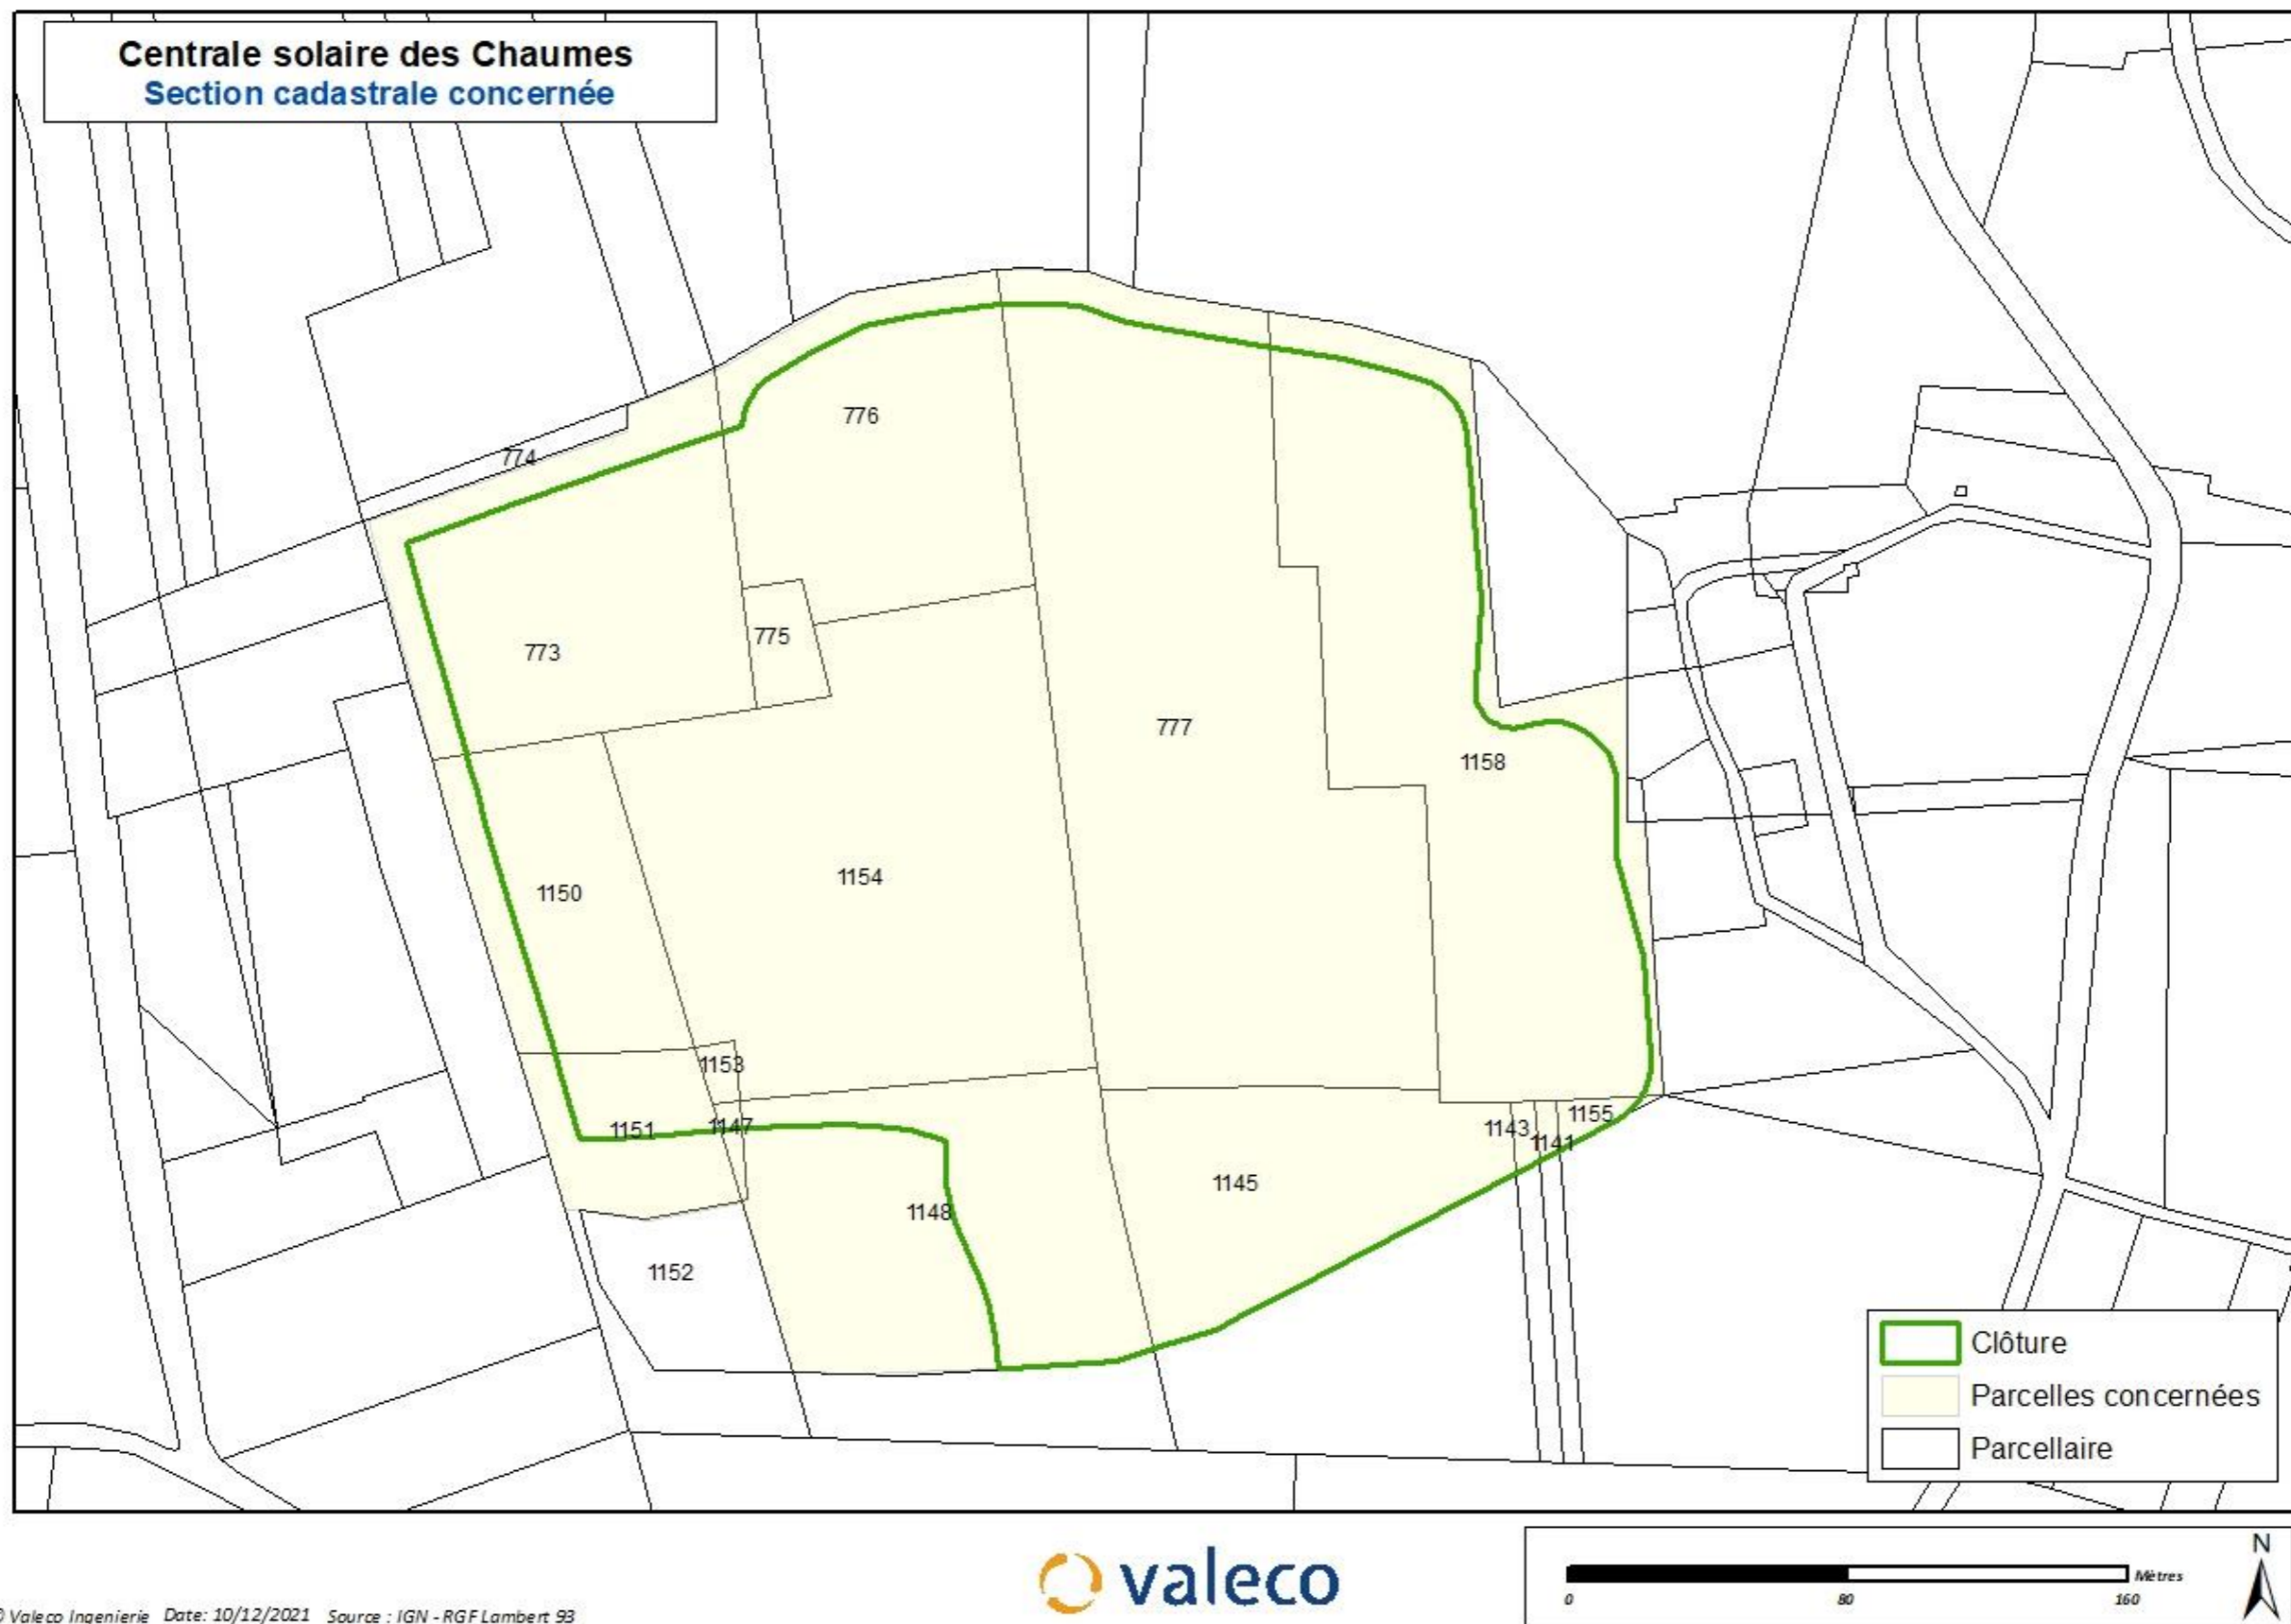 Centrale solaire des Chaumes
Section cadastrale concernée
776
774
775
773
777
1158
1154
1150
1153
1155
1151
1147
1143
1141
1145
1148
1152
Clôture
Parcelles concernées
Parcellaire
valeco
N
Mètres
0 80 160
© Valeco Ingenierie Date: 10/12/2021 Source : IGN - RGF Lambert 93